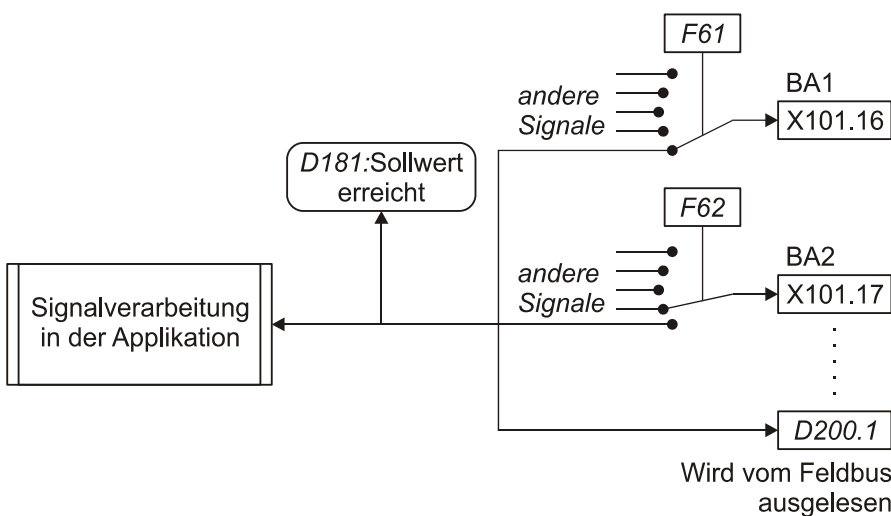 F61
BA1
andere
Signale
X101.16
D181:Sollwert
erreicht
F62
BA2
andere
Signale
X101.17
Signalverarbeitung
in der Applikation
D200.1
Wird vom Feldbus
ausgelesen